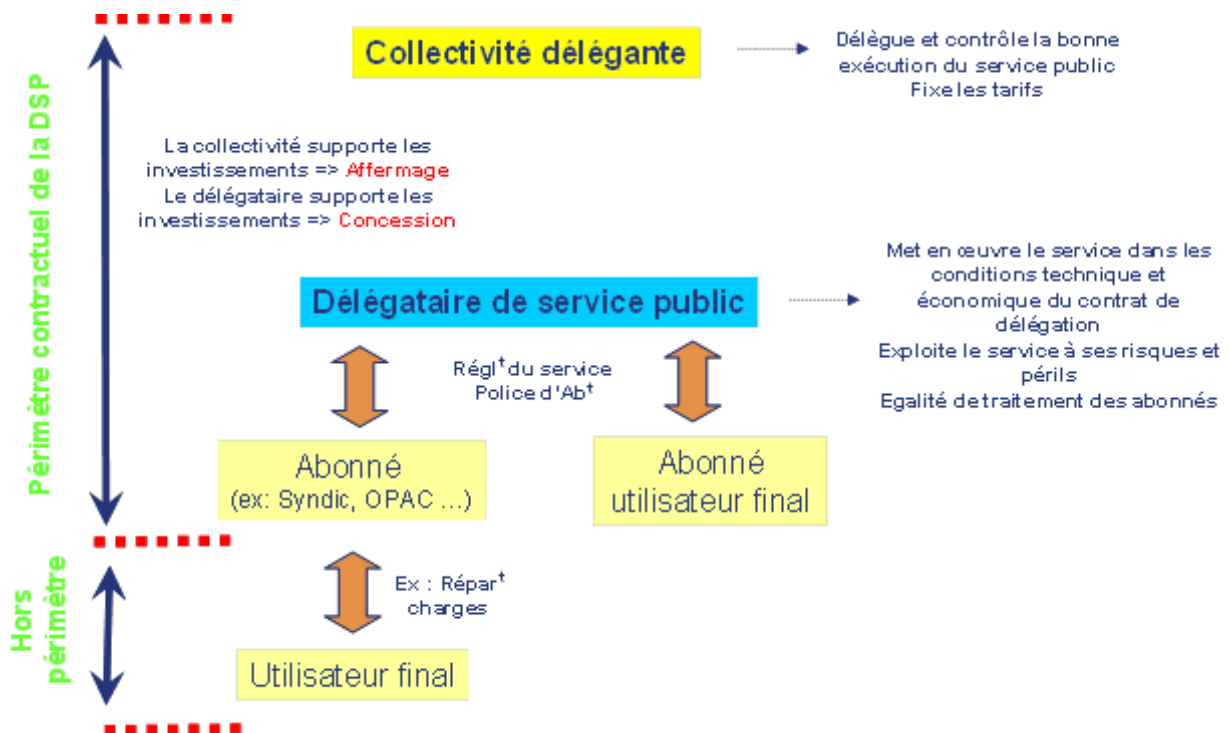 Collectivité délégante
Délègue et contrôle la bonne
exécution du service public
Fixe les tarifs
Périmètre contractuel de la DSP
La collectivité supporte les
investissements => Affermage
Le délégataire supporte les
investissements => Concession
Délégataire de service public
Met en œuvre le service dans les
conditions technique et
économique du contrat de
délégation
Exploite le service à ses risques et
périls
Egalité de traitement des abonnés
Réglᵗ du service
Police d'Abᵗ
Abonné
(ex: Syndic, OPAC ...)
Abonné
utilisateur final
Hors
périmètre
Ex : Réparᵗ
charges
Utilisateur final